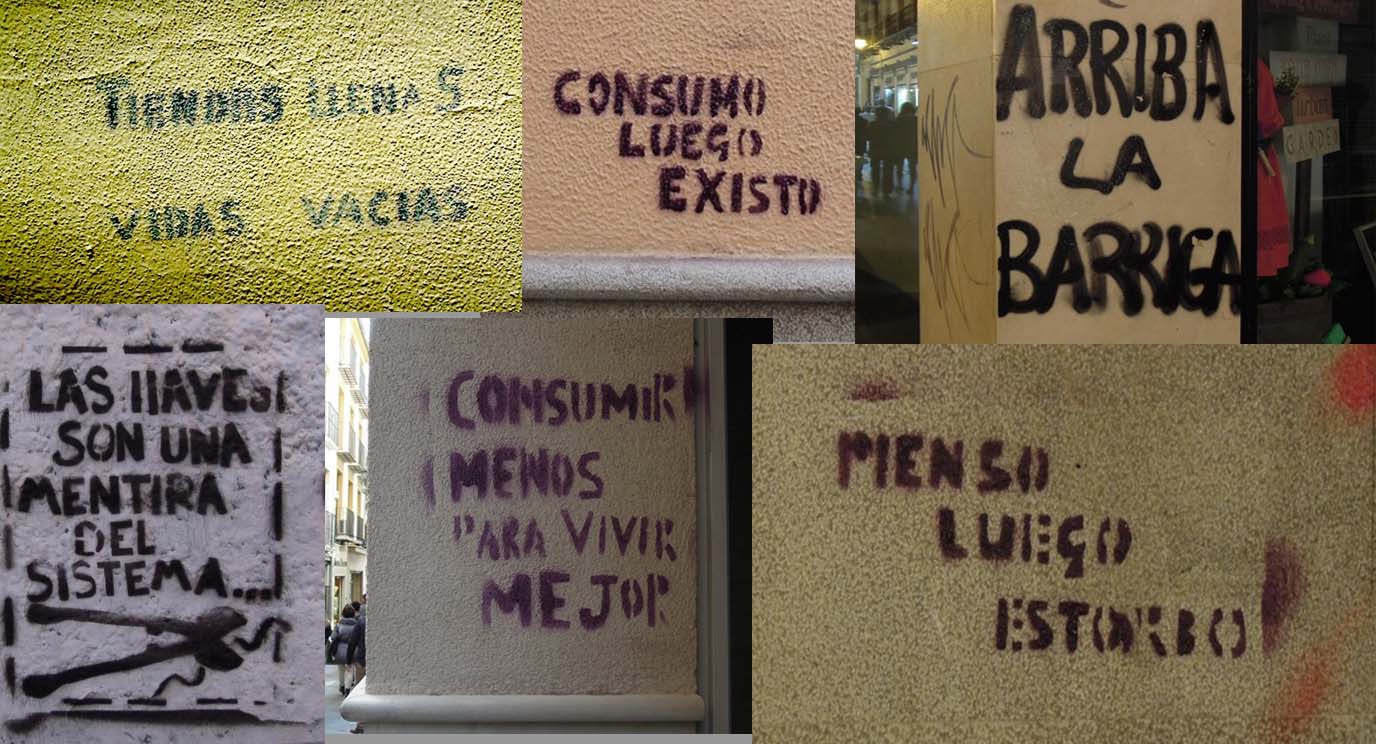 TIENDAS LLENAS
VIDAS VACIAS
CONSUMO
LUEGO
EXISTO
ARRIBA
LA
BARRIGA
GARDEN
LAS LLAVES
SON UNA
MENTIRA
DEL
SISTEMA...
CONSUMIR
MENOS
PARA VIVIR
MEJOR
PIENSO
LUEGO
ESTORBO